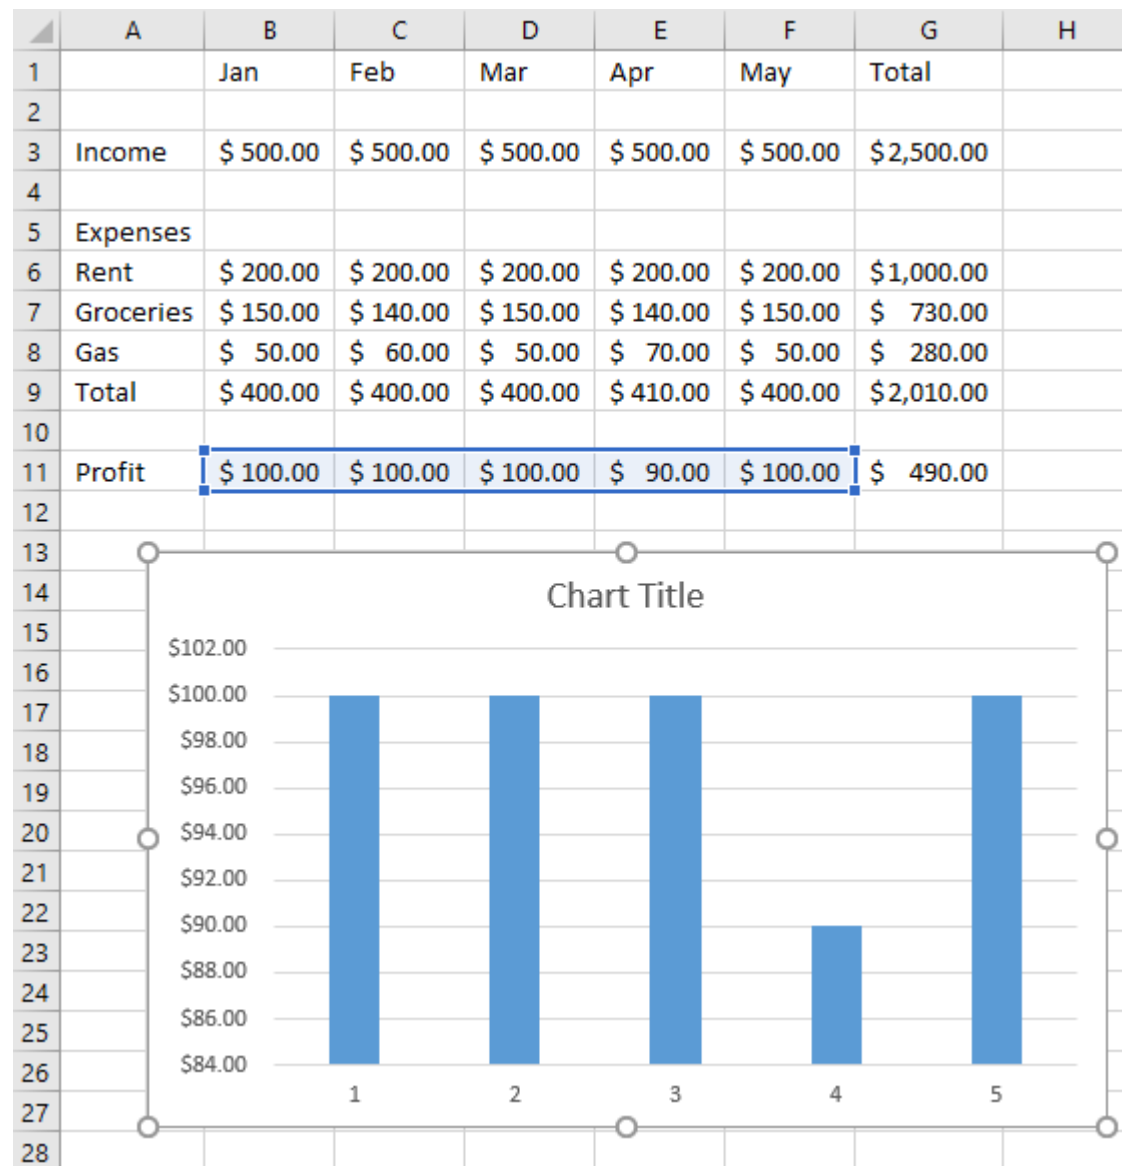 A B C D E F G H
1 Jan Feb Mar Apr May Total
2
3 Income $ 500.00 $ 500.00 $ 500.00 $ 500.00 $ 500.00 $2,500.00
4
5 Expenses
6 Rent $ 200.00 $ 200.00 $ 200.00 $ 200.00 $ 200.00 $1,000.00
7 Groceries $ 150.00 $ 140.00 $ 150.00 $ 140.00 $ 150.00 $ 730.00
8 Gas $ 50.00 $ 60.00 $ 50.00 $ 70.00 $ 50.00 $ 280.00
9 Total $ 400.00 $ 400.00 $ 400.00 $ 410.00 $ 400.00 $2,010.00
10
11 Profit $ 100.00 $ 100.00 $ 100.00 $ 90.00 $ 100.00 $ 490.00
12
13
14 Chart Title
15
$102.00
16
$100.00
17
$98.00
18
$96.00
19
20 $94.00
21 $92.00
22 $90.00
23
$88.00
24
$86.00
25
$84.00
26
1 2 3 4 5
27
28